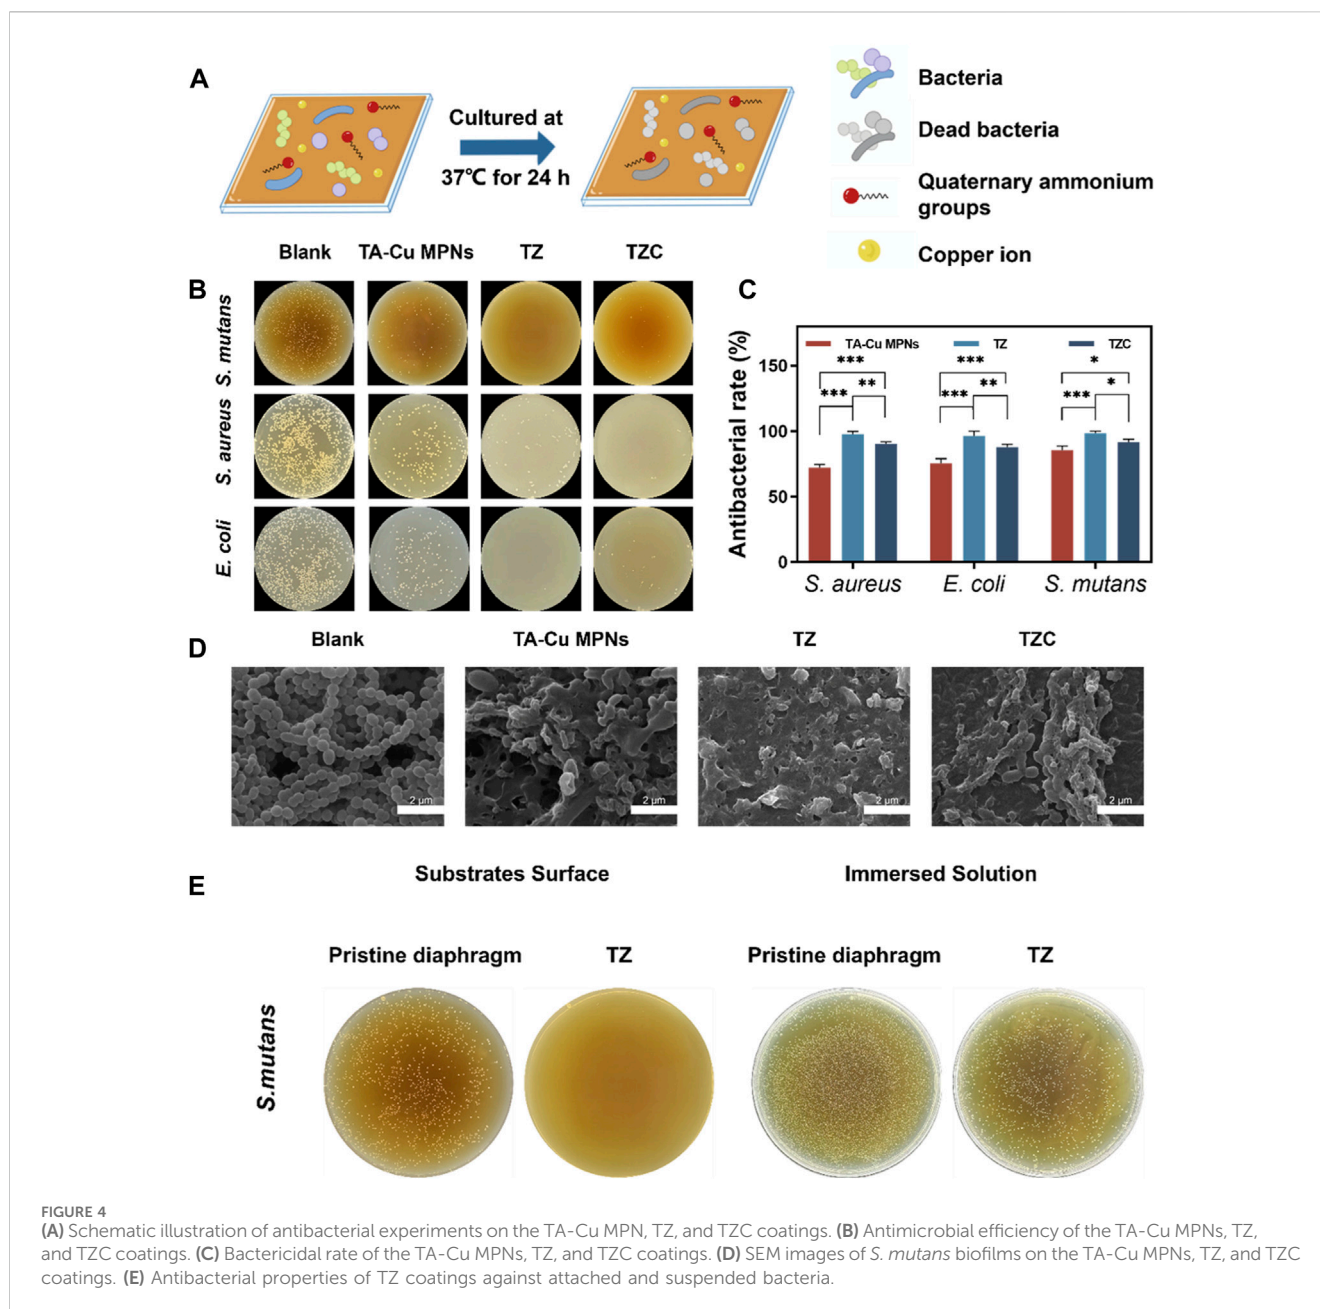 A
Cultured at
37℃ for 24 h
Bacteria
Dead bacteria
Quaternary ammonium
groups
Copper ion
Blank TA-Cu MPNs TZ TZC
B
S. mutans
S. aureus
E. coli
C
Antibacterial rate (%)
TA-Cu MPNs TZ TZC
150
100
50
0
*** *** *
*** ** *** ** *** *
S. aureus E. coli S. mutans
D
Blank TA-Cu MPNs TZ TZC
2 μm 2 μm 2 μm 2 μm
E
Substrates Surface Immersed Solution
Pristine diaphragm TZ Pristine diaphragm TZ
S.mutans
FIGURE 4
(A) Schematic illustration of antibacterial experiments on the TA-Cu MPN, TZ, and TZC coatings. (B) Antimicrobial efficiency of the TA-Cu MPNs, TZ,
and TZC coatings. (C) Bactericidal rate of the TA-Cu MPNs, TZ, and TZC coatings. (D) SEM images of S. mutans biofilms on the TA-Cu MPNs, TZ, and TZC
coatings. (E) Antibacterial properties of TZ coatings against attached and suspended bacteria.